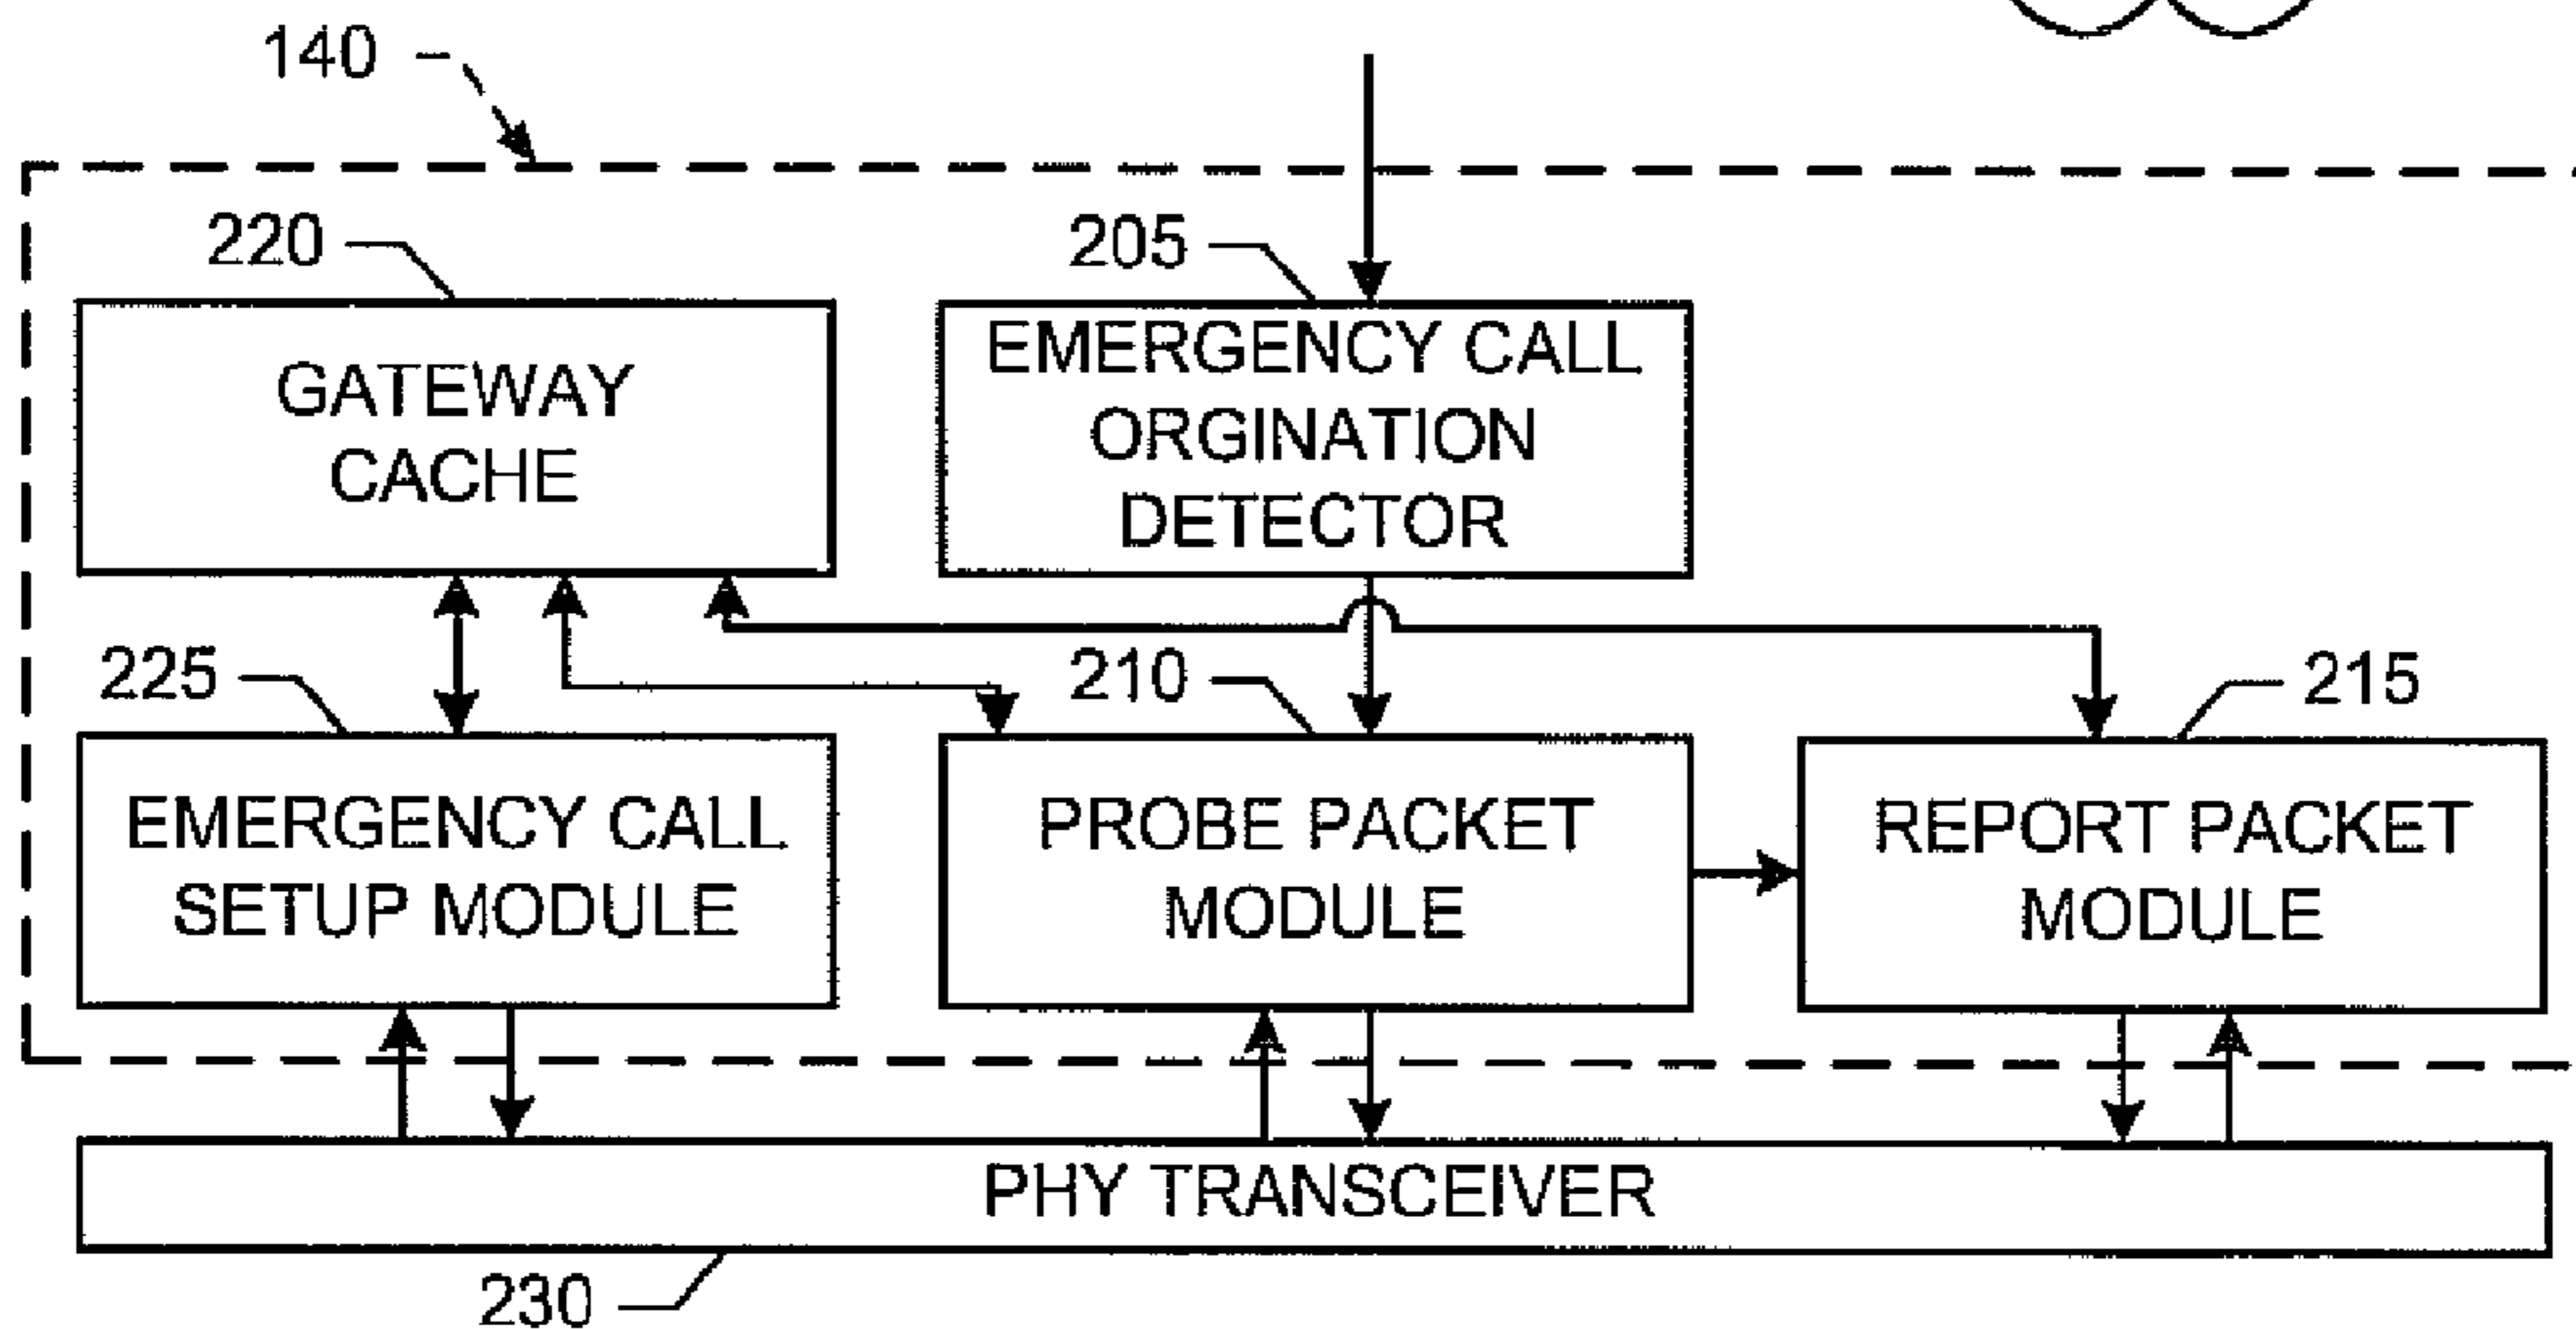 140
220
205
GATEWAY
CACHE
EMERGENCY CALL
ORGINATION
DETECTOR
225
210
215
EMERGENCY CALL
SETUP MODULE
PROBE PACKET
MODULE
REPORT PACKET
MODULE
PHY TRANSCEIVER
230